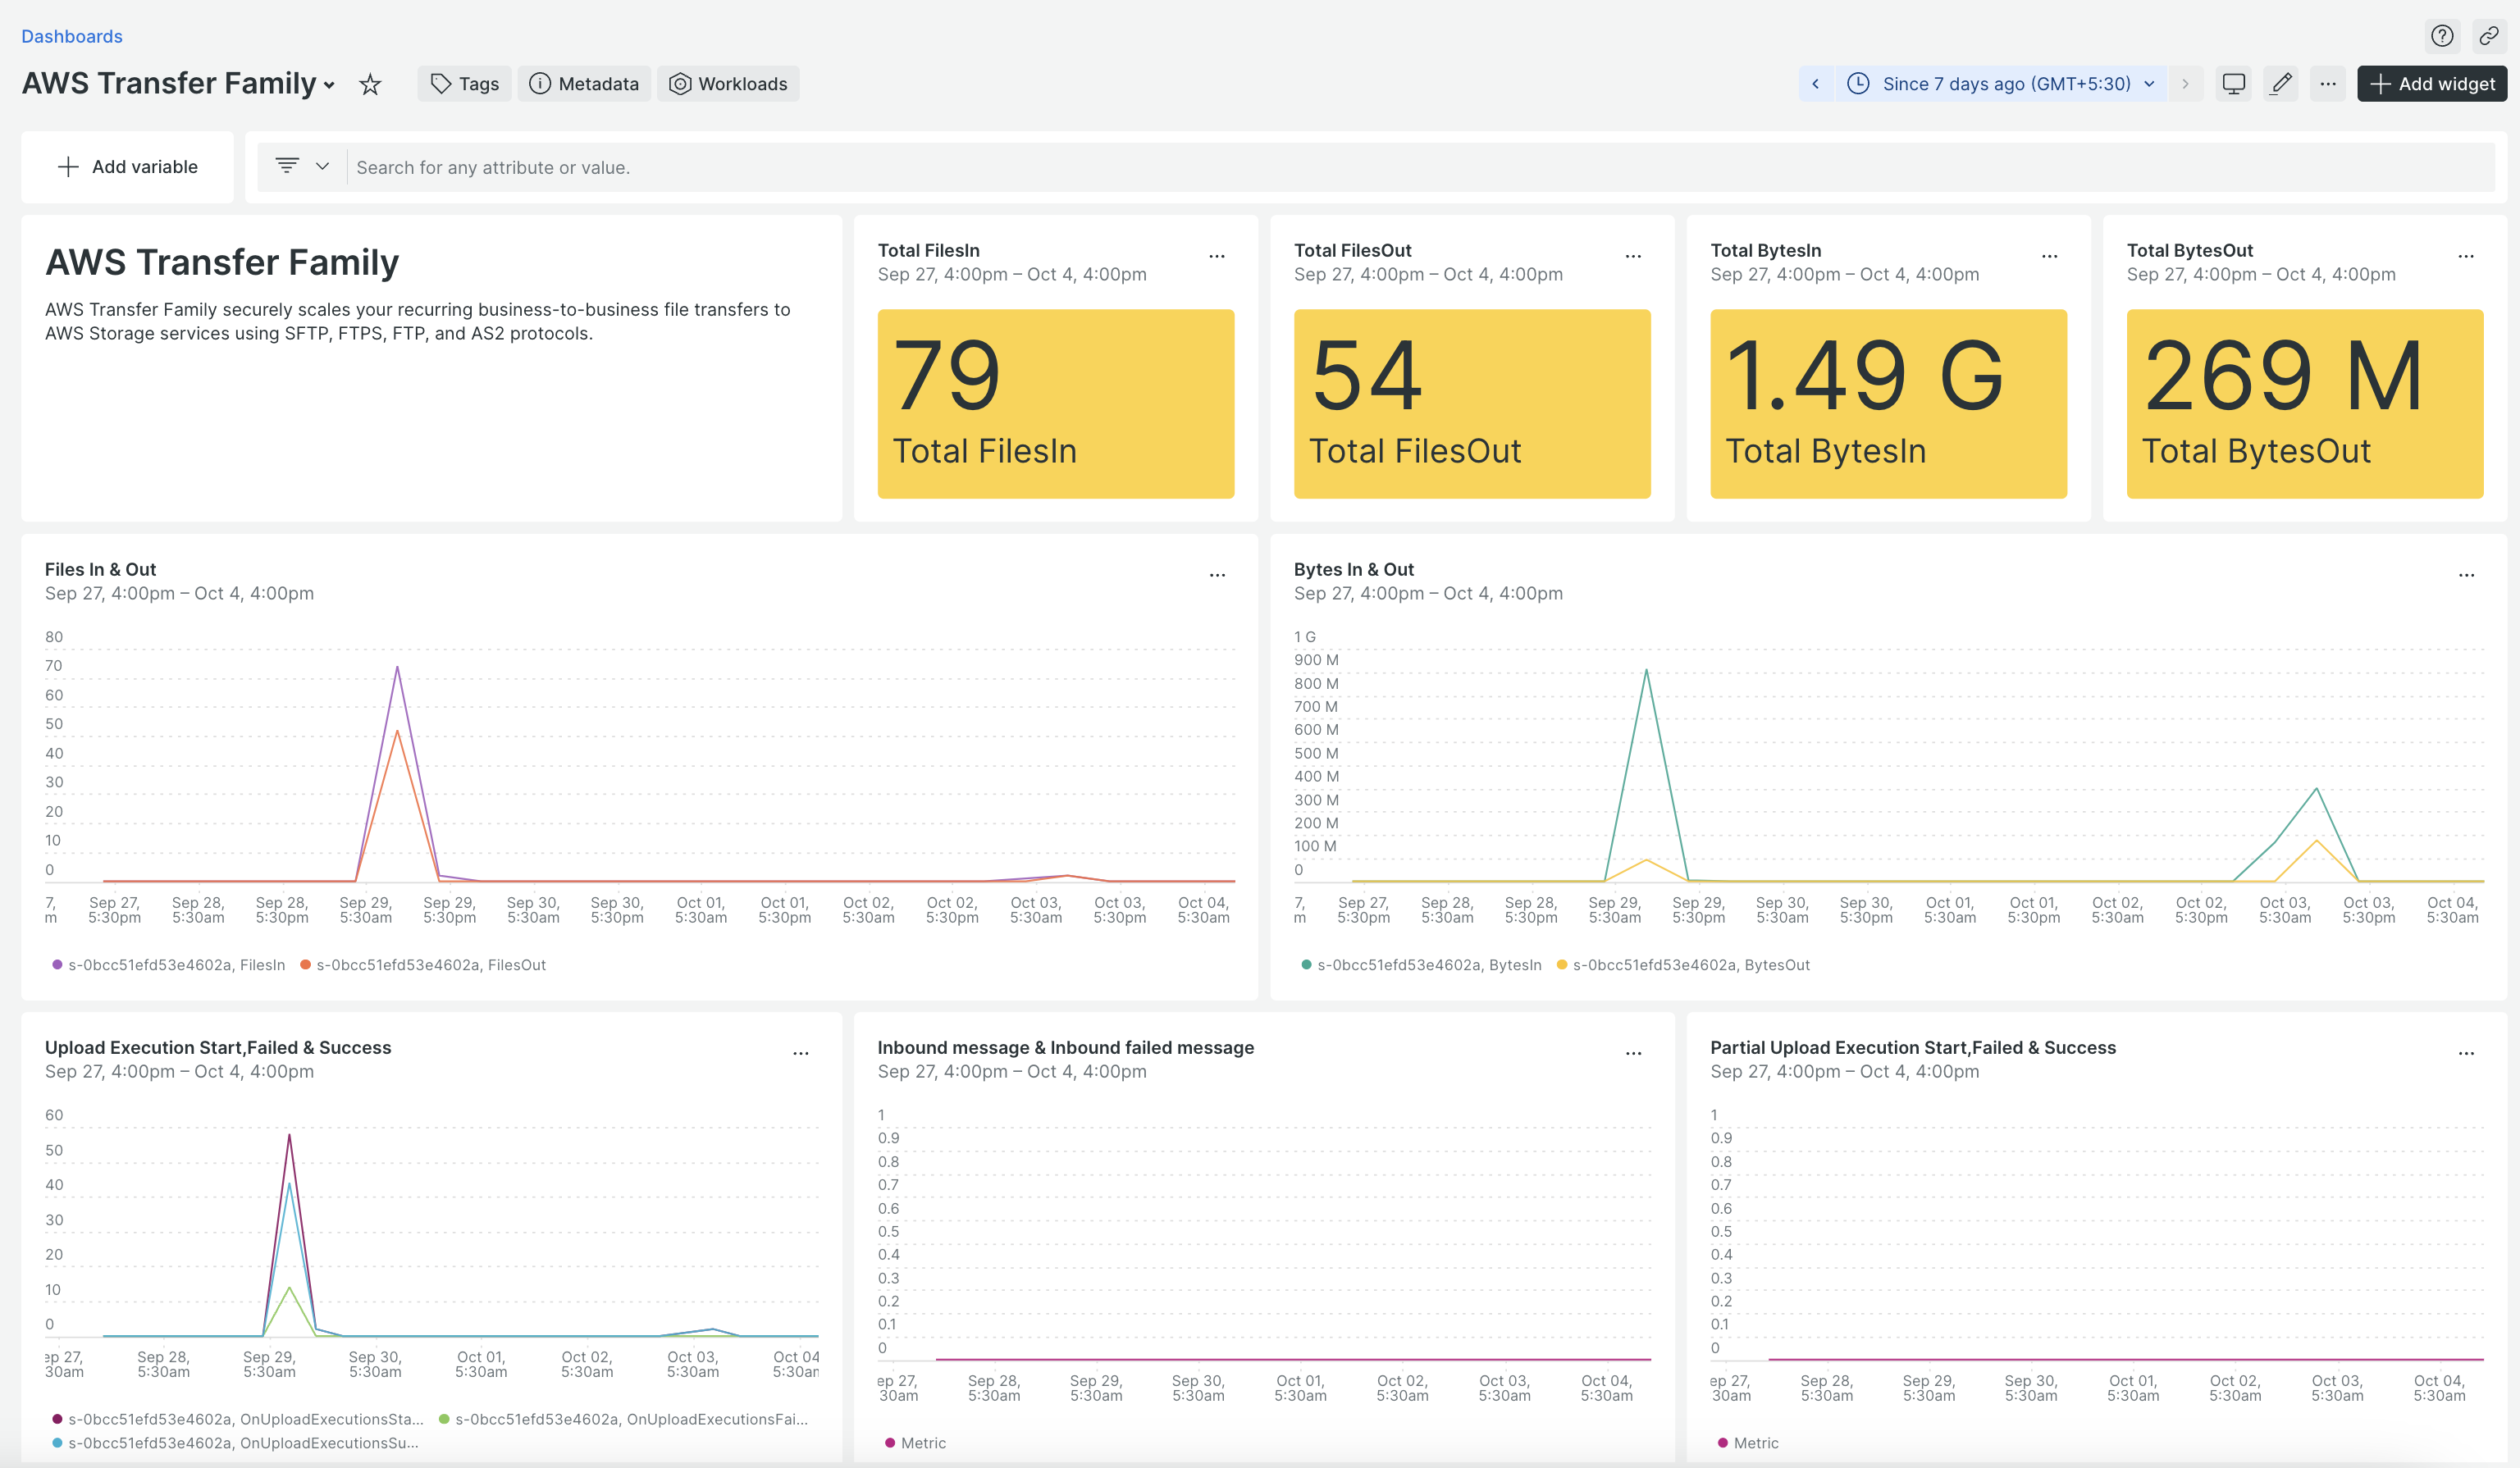 Dashboards
AWS Transfer Family
Tags
Metadata
Workloads
Since 7 days ago (GMT+5:30)
Add widget
Add variable
Search for any attribute or value.
AWS Transfer Family
AWS Transfer Family securely scales your recurring business-to-business file transfers to
AWS Storage services using SFTP, FTPS, FTP, and AS2 protocols.
Total FilesIn
Sep 27, 4:00pm – Oct 4, 4:00pm
79
Total FilesIn
Total FilesOut
Sep 27, 4:00pm – Oct 4, 4:00pm
54
Total FilesOut
Total BytesIn
Sep 27, 4:00pm – Oct 4, 4:00pm
1.49 G
Total BytesIn
Total BytesOut
Sep 27, 4:00pm – Oct 4, 4:00pm
269 M
Total BytesOut
Files In & Out
Sep 27, 4:00pm – Oct 4, 4:00pm
80
70
60
50
40
30
20
10
0
7, Sep 27, Sep 28, Sep 28, Sep 29, Sep 29, Sep 30, Sep 30, Oct 01, Oct 01, Oct 02, Oct 02, Oct 03, Oct 03, Oct 04,
m 5:30pm 5:30am 5:30pm 5:30am 5:30pm 5:30am 5:30pm 5:30am 5:30pm 5:30am 5:30pm 5:30am 5:30pm 5:30am
s-0bcc51efd53e4602a, FilesIn
s-0bcc51efd53e4602a, FilesOut
Bytes In & Out
Sep 27, 4:00pm – Oct 4, 4:00pm
1 G
900 M
800 M
700 M
600 M
500 M
400 M
300 M
200 M
100 M
0
7, Sep 27, Sep 28, Sep 28, Sep 29, Sep 29, Sep 30, Sep 30, Oct 01, Oct 01, Oct 02, Oct 02, Oct 03, Oct 03, Oct 04,
m 5:30pm 5:30am 5:30pm 5:30am 5:30pm 5:30am 5:30pm 5:30am 5:30pm 5:30am 5:30pm 5:30am 5:30pm 5:30am
s-0bcc51efd53e4602a, BytesIn
s-0bcc51efd53e4602a, BytesOut
Upload Execution Start,Failed & Success
Sep 27, 4:00pm – Oct 4, 4:00pm
60
50
40
30
20
10
0
ep 27, Sep 28, Sep 29, Sep 30, Oct 01, Oct 02, Oct 03, Oct 04
30am 5:30am 5:30am 5:30am 5:30am 5:30am 5:30am 5:30am
s-0bcc51efd53e4602a, OnUploadExecutionsSta...
s-0bcc51efd53e4602a, OnUploadExecutionsFai...
s-0bcc51efd53e4602a, OnUploadExecutionsSu...
Inbound message & Inbound failed message
Sep 27, 4:00pm – Oct 4, 4:00pm
1
0.9
0.8
0.7
0.6
0.5
0.4
0.3
0.2
0.1
0
ep 27, Sep 28, Sep 29, Sep 30, Oct 01, Oct 02, Oct 03, Oct 04,
30am 5:30am 5:30am 5:30am 5:30am 5:30am 5:30am 5:30am
Metric
Partial Upload Execution Start,Failed & Success
Sep 27, 4:00pm – Oct 4, 4:00pm
1
0.9
0.8
0.7
0.6
0.5
0.4
0.3
0.2
0.1
0
ep 27, Sep 28, Sep 29, Sep 30, Oct 01, Oct 02, Oct 03, Oct 04,
30am 5:30am 5:30am 5:30am 5:30am 5:30am 5:30am 5:30am
Metric